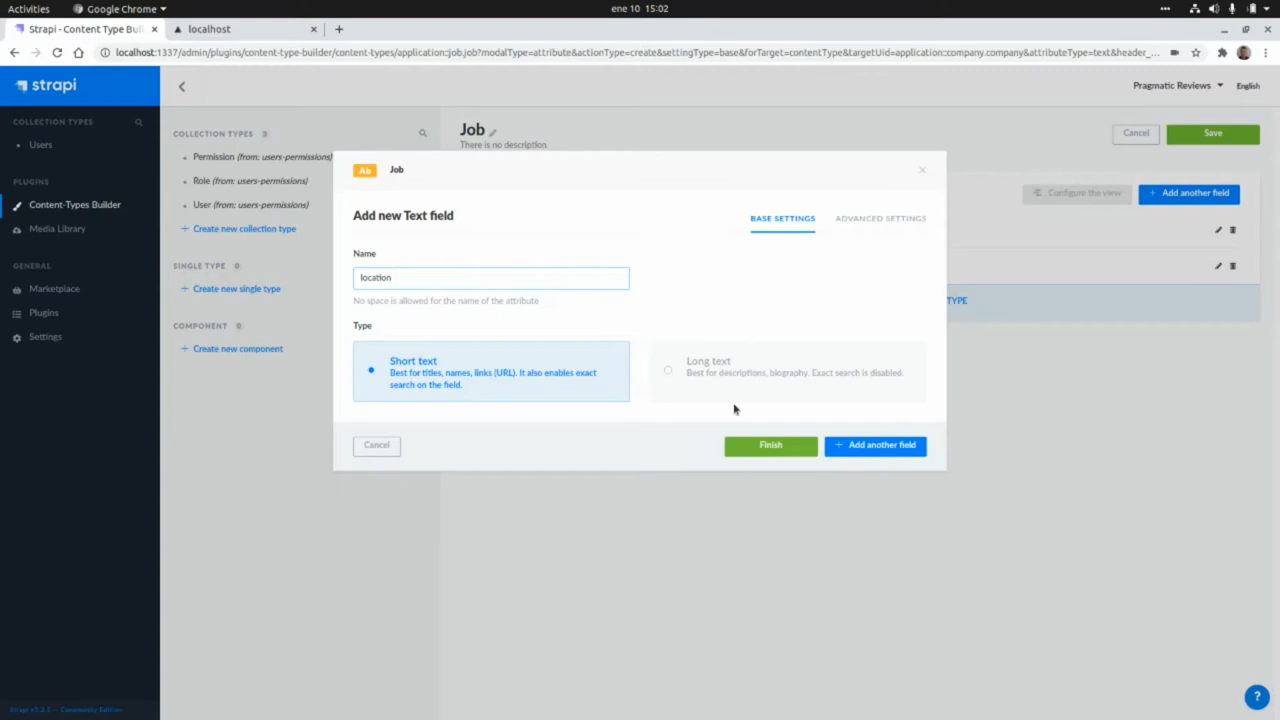 Activities
Google Chrome
ene 10 15:02
Strapi - Content Type Buil
localhost
localhost:1337/admin/plugins/content-type-builder/content-types/application::job.job?modalType=attribute&actionType=create&settingType=base&forTarget=contentType&targetUid=application::company.company&attributeType=text&header_...
strapi
Pragmatic Reviews
English
COLLECTION TYPES
Users
PLUGINS
Content-Types Builder
Media Library
GENERAL
Marketplace
Plugins
Settings
COLLECTION TYPES 3
Permission (from: users-permissions)
Role (from: users-permissions)
User (from: users-permissions)
+ Create new collection type
SINGLE TYPE 0
+ Create new single type
COMPONENT 0
+ Create new component
Job
There is no description
Cancel
Save
Configure the view
+ Add another field
TYPE
Ab Job
Add new Text field
BASE SETTINGS
ADVANCED SETTINGS
Name
location
No space is allowed for the name of the attribute
Type
Short text
Best for titles, names, links (URL). It also enables exact
search on the field.
Long text
Best for descriptions, biography. Exact search is disabled.
Cancel
Finish
+ Add another field
?